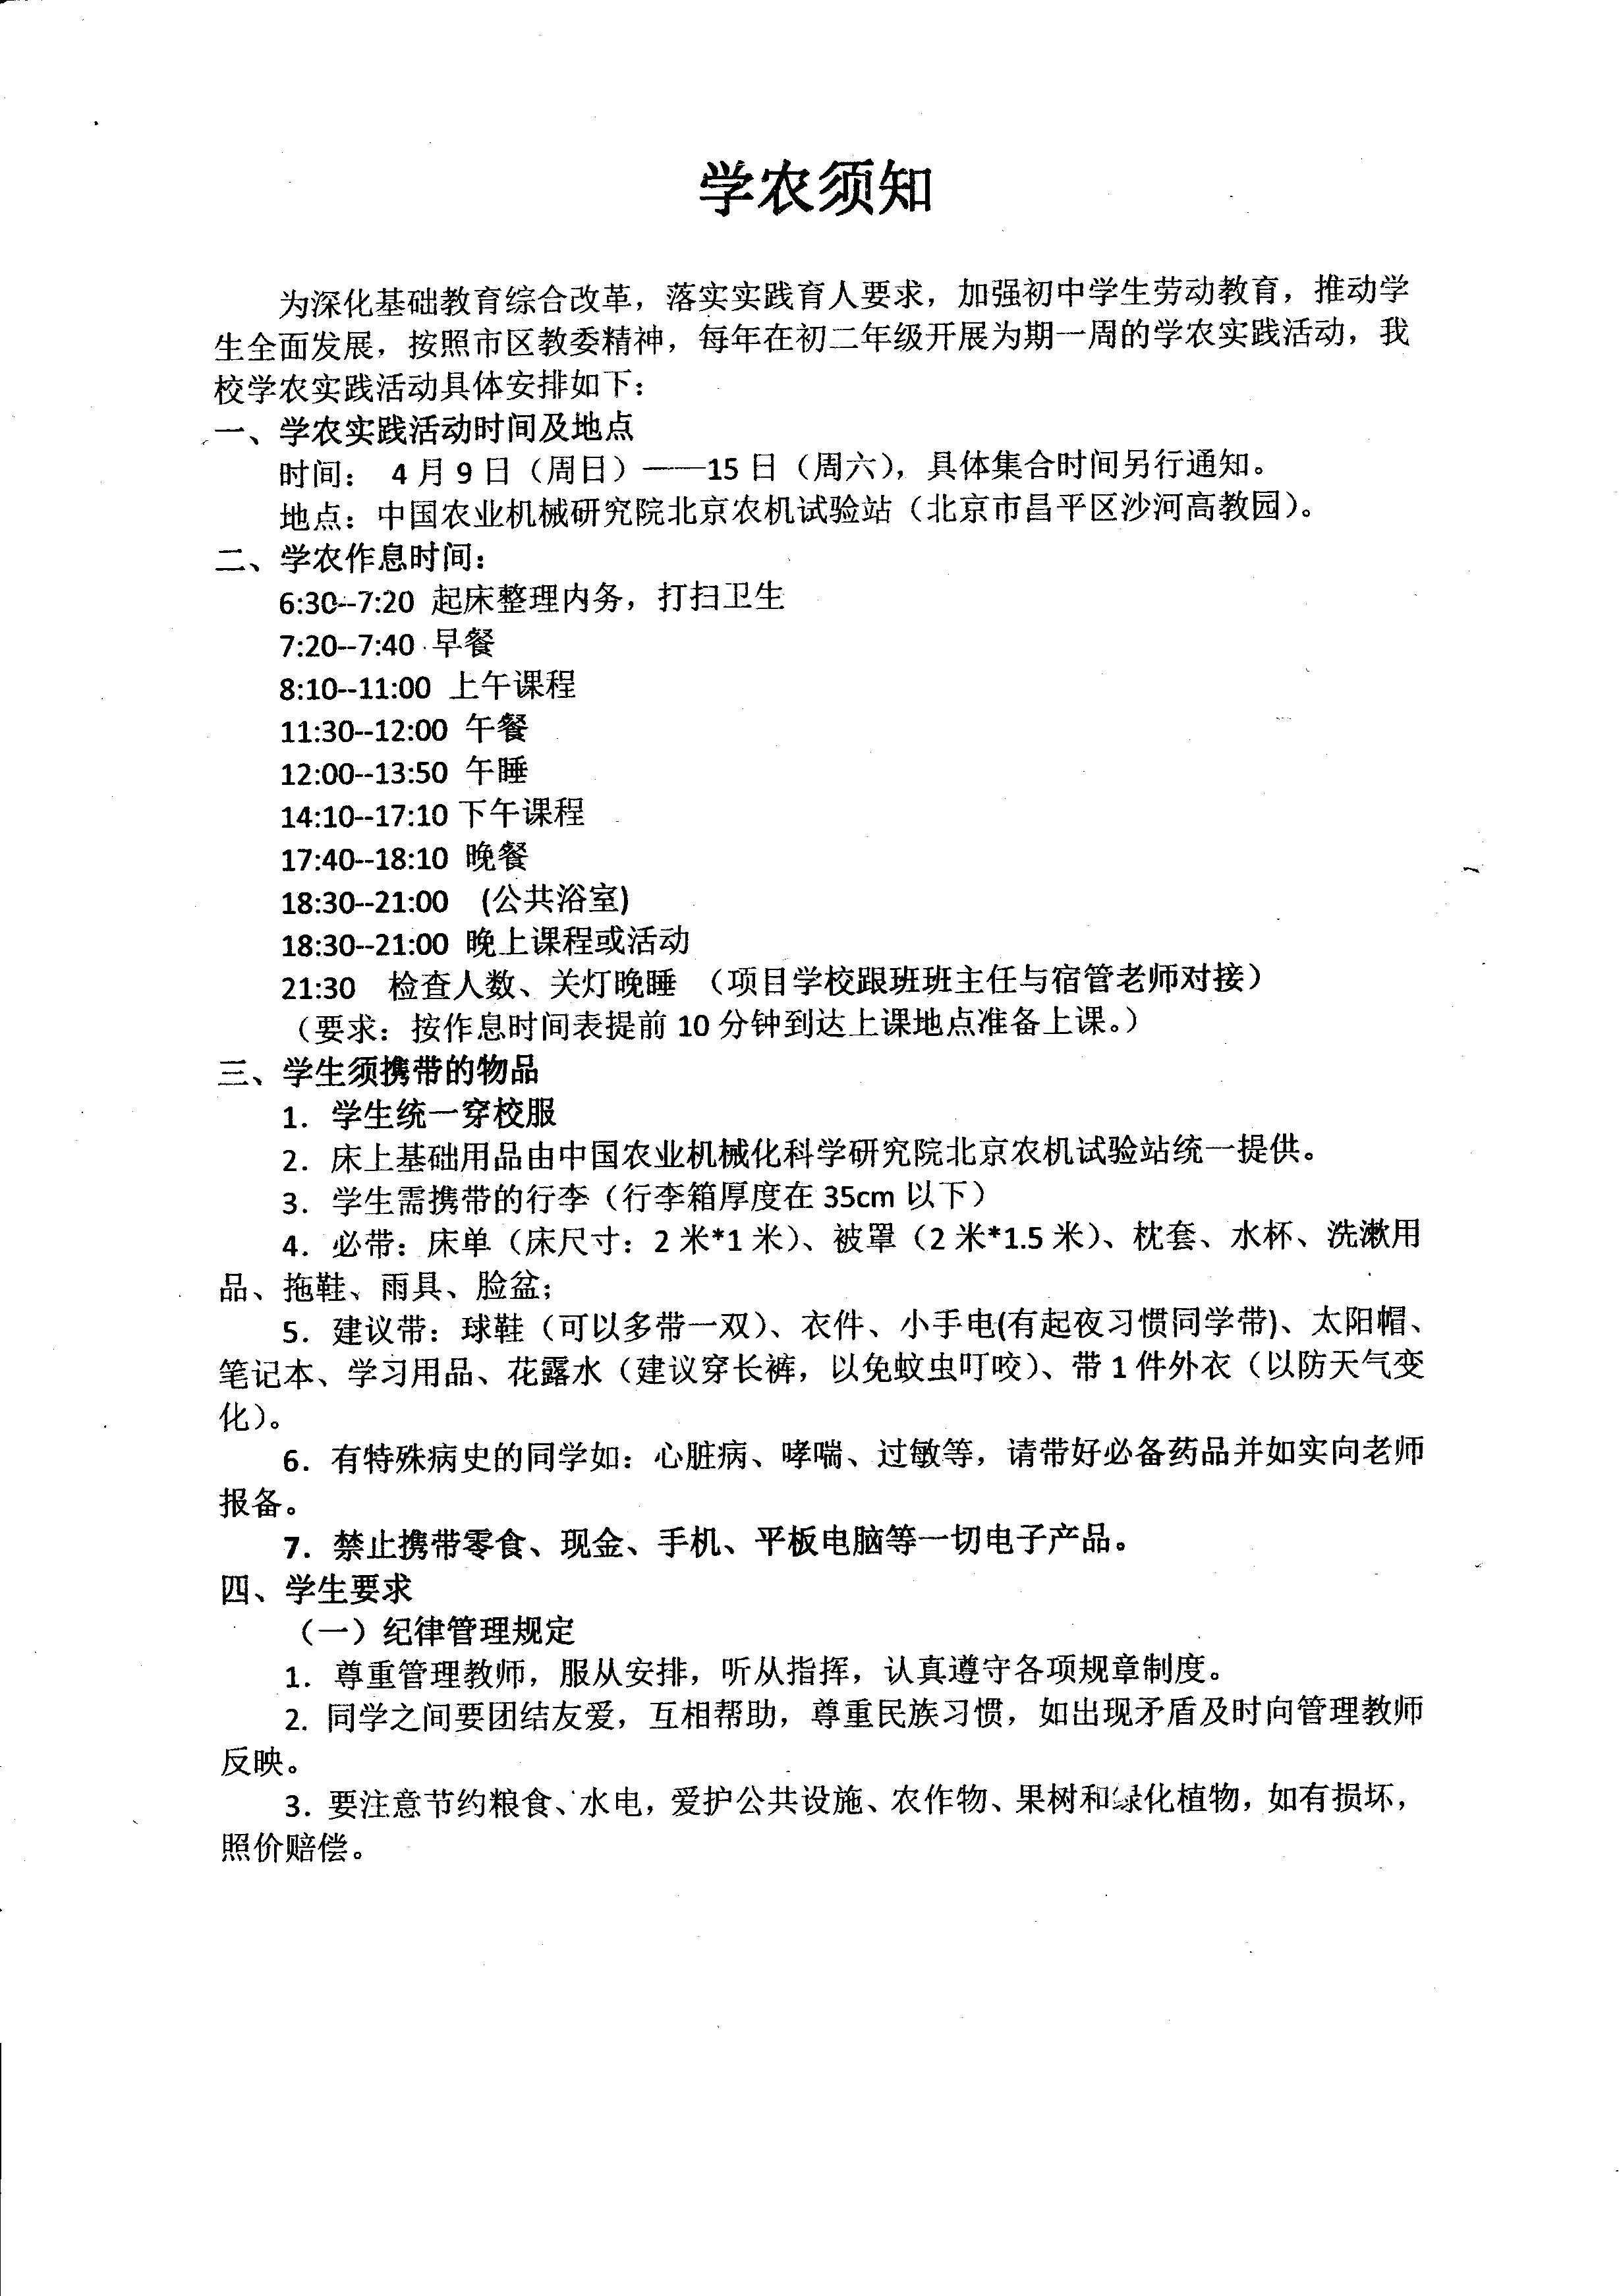 学农须知
为深化基础教育综合改革，落实实践育人要求，加强初中学生劳动教育，推动学
生全面发展，按照市区教委精神，每年在初二年级开展为期一周的学农实践活动，我
校学农实践活动具体安排如下：
一、学农实践活动时间及地点
时间： 4 月 9 日（周日）——15 日（周六），具体集合时间另行通知。
地点：中国农业机械研究院北京农机试验站（北京市昌平区沙河高教园）。
二、学农作息时间：
6:30--7:20 起床整理内务，打扫卫生
7:20--7:40 早餐
8:10--11:00 上午课程
11:30--12:00 午餐
12:00--13:50 午睡
14:10--17:10 下午课程
17:40--18:10 晚餐
18:30--21:00 (公共浴室)
18:30--21:00 晚上课程或活动
21:30 检查人数、关灯晚睡 （项目学校跟班班主任与宿管老师对接）
（要求：按作息时间表提前 10 分钟到达上课地点准备上课。）
三、学生须携带的物品
1. 学生统一穿校服
2. 床上基础用品由中国农业机械化科学研究院北京农机试验站统一提供。
3. 学生需携带的行李（行李箱厚度在 35cm 以下）
4. 必带：床单（床尺寸：2 米*1 米）、被罩（2 米*1.5 米）、枕套、水杯、洗漱用
品、拖鞋、雨具、脸盆；
5. 建议带：球鞋（可以多带一双）、衣件、小手电(有起夜习惯同学带)、太阳帽、
笔记本、学习用品、花露水（建议穿长裤，以免蚊虫叮咬）、带 1 件外衣（以防天气变
化）。
6. 有特殊病史的同学如：心脏病、哮喘、过敏等，请带好必备药品并如实向老师
报备。
7. 禁止携带零食、现金、手机、平板电脑等一切电子产品。
四、学生要求
（一）纪律管理规定
1. 尊重管理教师，服从安排，听从指挥，认真遵守各项规章制度。
2. 同学之间要团结友爱，互相帮助，尊重民族习惯，如出现矛盾及时向管理教师
反映。
3. 要注意节约粮食、水电，爱护公共设施、农作物、果树和绿化植物，如有损坏，
照价赔偿。